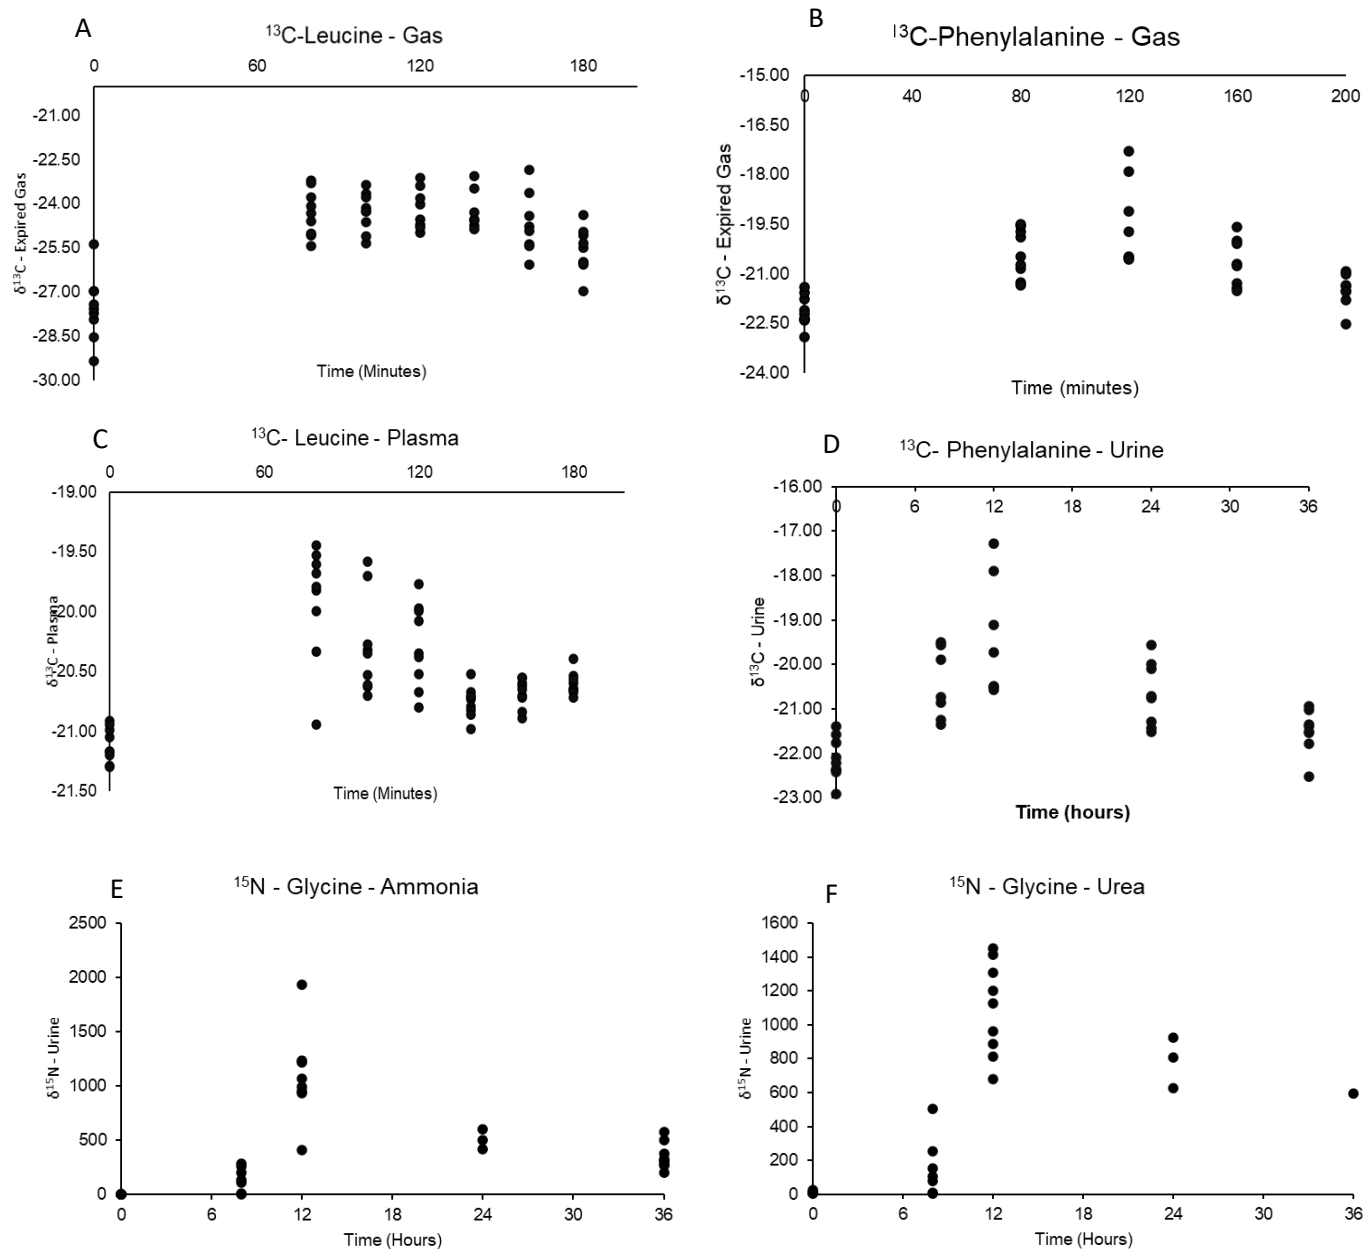 A
¹³C-Leucine - Gas
0 60 120 180
-21.00
-22.50
-24.00
-25.50
-27.00
-28.50
-30.00
δ¹³C - Expired Gas
Time (Minutes)
B
¹³C-Phenylalanine - Gas
-15.00
0 40 80 120 160 200
-16.50
-18.00
-19.50
-21.00
-22.50
-24.00
δ¹³C - Expired Gas
Time (minutes)
C
¹³C- Leucine - Plasma
0 60 120 180
-19.00
-19.50
-20.00
-20.50
-21.00
-21.50
δ¹³C - Plasma
Time (Minutes)
D
¹³C- Phenylalanine - Urine
-16.00
0 6 12 18 24 30 36
-17.00
-18.00
-19.00
-20.00
-21.00
-22.00
-23.00
δ¹³C - Urine
Time (hours)
E
¹⁵N - Glycine - Ammonia
2500
2000
1500
1000
500
0
0 6 12 18 24 30 36
δ¹⁵N - Urine
Time (Hours)
F
¹⁵N - Glycine - Urea
1600
1400
1200
1000
800
600
400
200
0
0 6 12 18 24 30 36
δ¹⁵N - Urine
Time (Hours)